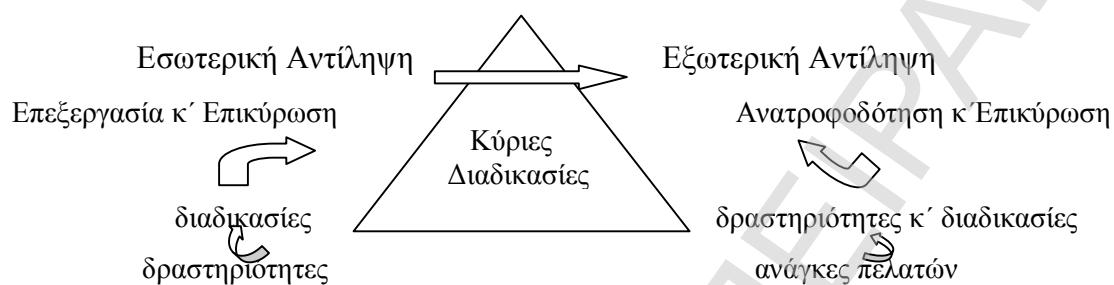 Εσωτερική Αντίληψη
Εξωτερική Αντίληψη
Επεξεργασία κ΄ Επικύρωση
Ανατροφοδότηση κ΄Επικύρωση
Κύριες
Διαδικασίες
διαδικασίες
δραστηριότητες κ΄ διαδικασίες
δραστηριότητες
ανάγκες πελατών